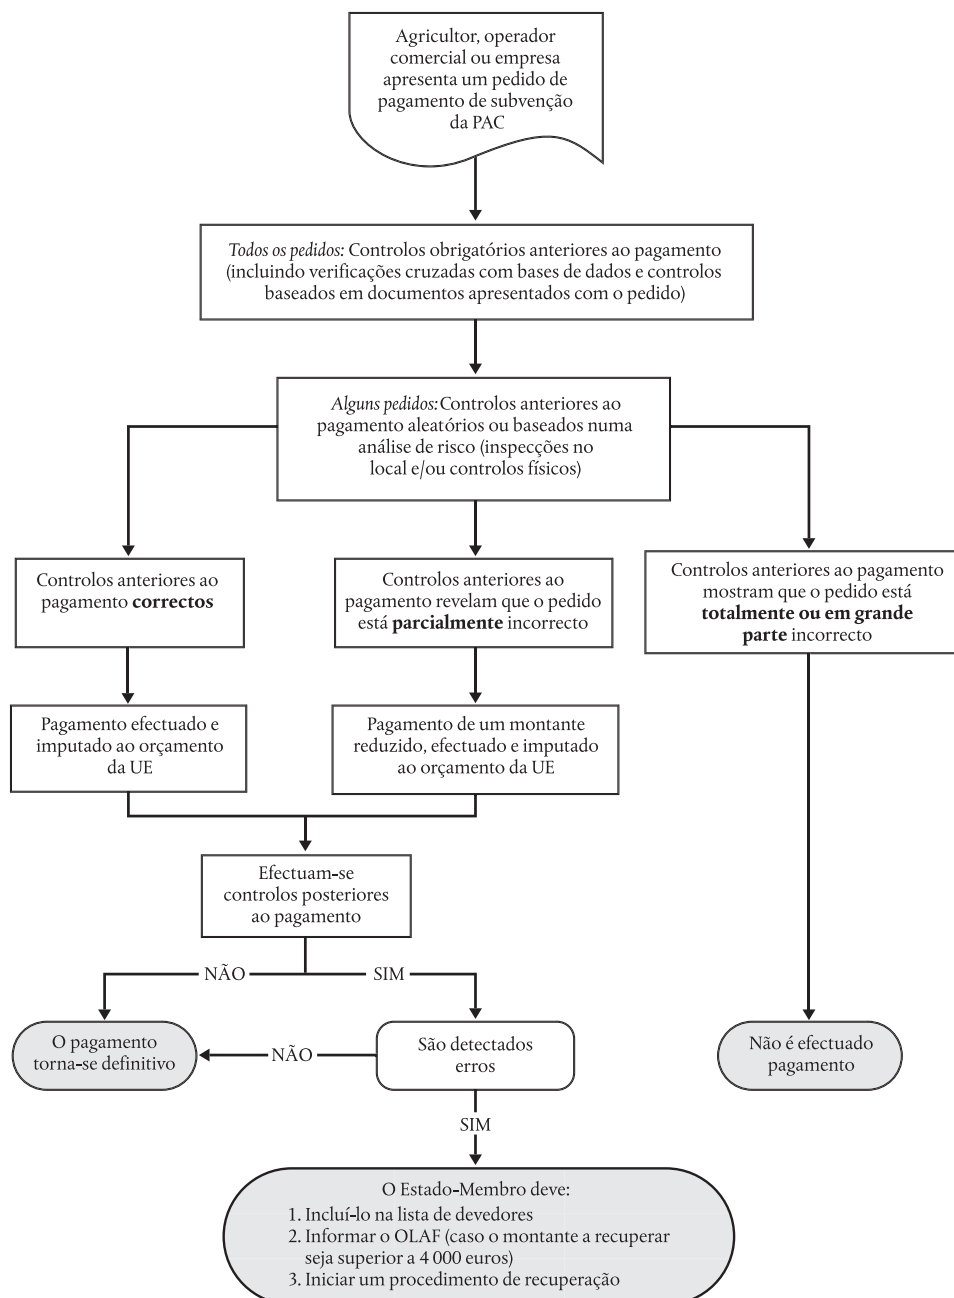 Agricultor, operador
comercial ou empresa
apresenta um pedido de
pagamento de subvenção
da PAC
Todos os pedidos: Controlos obrigatórios anteriores ao pagamento
(incluindo verificações cruzadas com bases de dados e controlos
baseados em documentos apresentados com o pedido)
Alguns pedidos: Controlos anteriores ao
pagamento aleatórios ou baseados numa
análise de risco (inspecções no
local e/ou controlos físicos)
Controlos anteriores ao
pagamento correctos
Controlos anteriores ao
pagamento revelam que o pedido
está parcialmente incorrecto
Controlos anteriores ao pagamento
mostram que o pedido está
totalmente ou em grande
parte incorrecto
Pagamento efectuado e
imputado ao orçamento
da UE
Pagamento de um montante
reduzido, efectuado e imputado
ao orçamento da UE
Efectuam-se
controlos posteriores
ao pagamento
NÃO
SIM
O pagamento
torna-se definitivo
NÃO
São detectados
erros
Não é efectuado
pagamento
SIM
O Estado-Membro deve:
1. Incluí-lo na lista de devedores
2. Informar o OLAF (caso o montante a recuperar
seja superior a 4 000 euros)
3. Iniciar um procedimento de recuperação